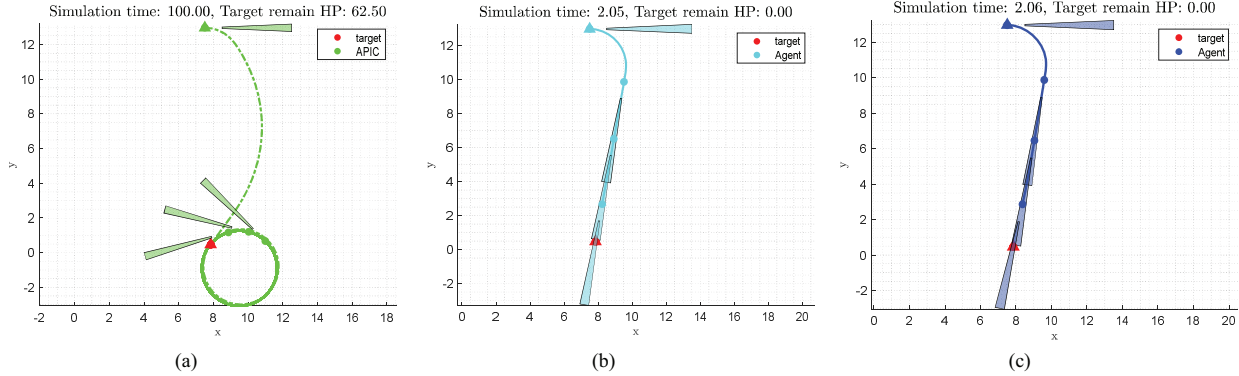 Simulation time: 100.00, Target remain HP: 62.50
12
10
8
6
4
2
0
-2
-2 0 2 4 6 8 10 12 14 16 18
x
y
target
APIC
(a)
Simulation time: 2.05, Target remain HP: 0.00
12
10
8
6
4
2
0
-2
0 2 4 6 8 10 12 14 16 18 20
x
y
target
Agent
(b)
Simulation time: 2.06, Target remain HP: 0.00
12
10
8
6
4
2
0
-2
0 2 4 6 8 10 12 14 16 18 20
x
y
target
Agent
(c)